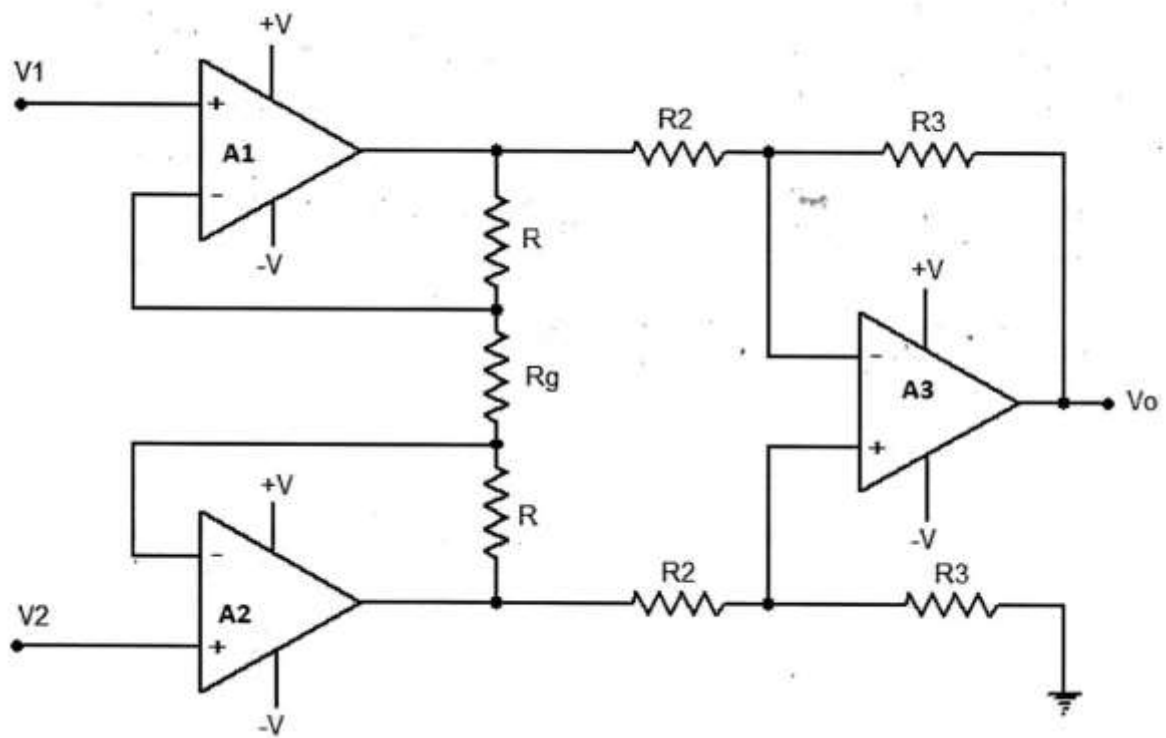 +V
V1
+
A1
-
-V
R2
R3
R
Rg
+V
-
A3
+
Vo
-V
R
+V
-
A2
V2
+
-V
R2
R3